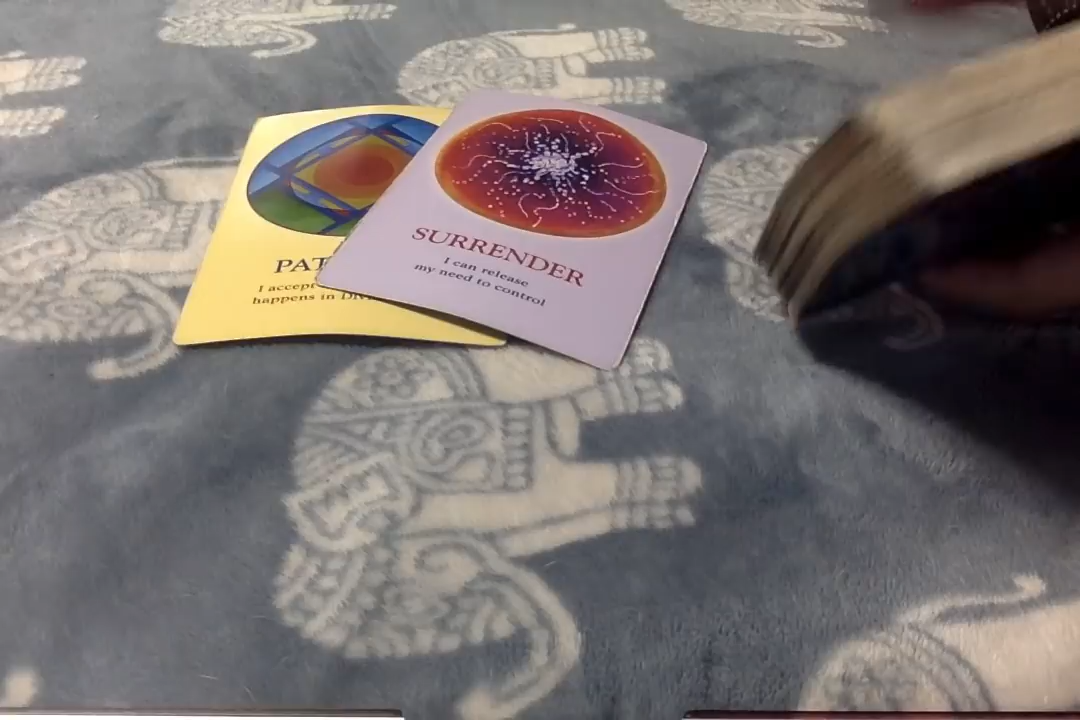 PAT
I accept
happens in DIV
SURRENDER
I can release
my need to control